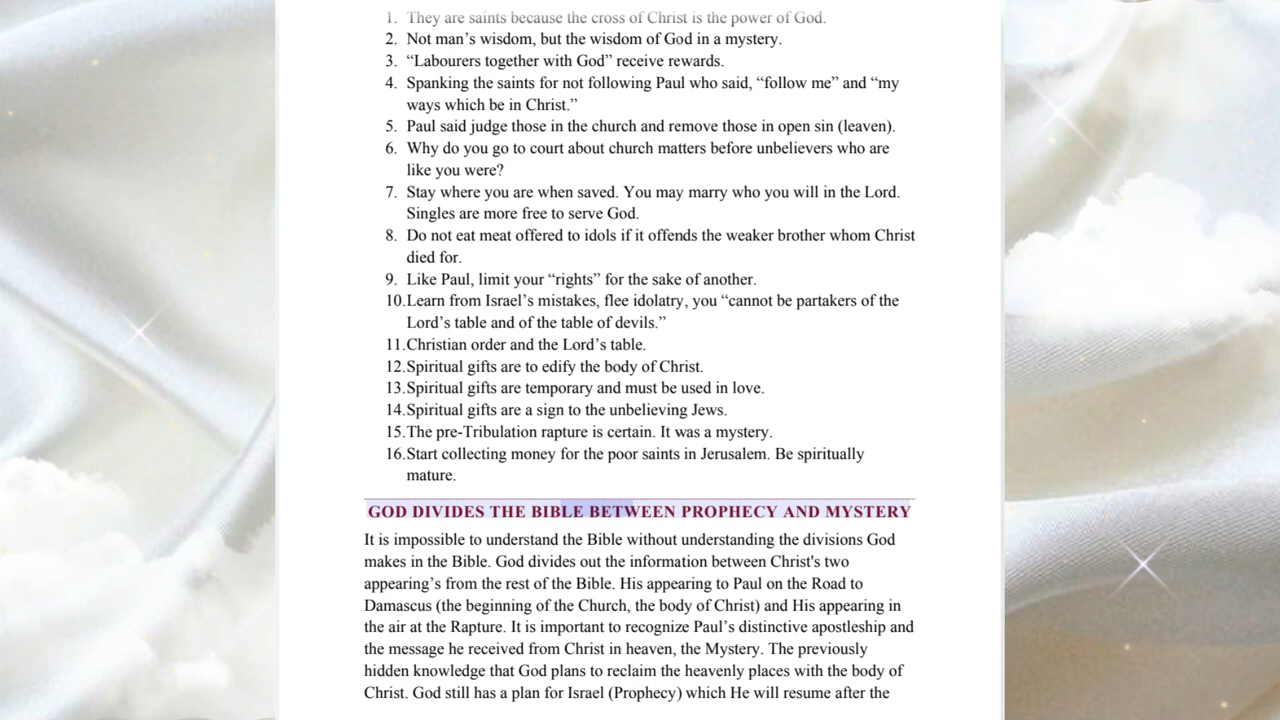 1. They are saints because the cross of Christ is the power of God.
2. Not man’s wisdom, but the wisdom of God in a mystery.
3. “Labourers together with God” receive rewards.
4. Spanking the saints for not following Paul who said, “follow me” and “my
ways which be in Christ.”
5. Paul said judge those in the church and remove those in open sin (leaven).
6. Why do you go to court about church matters before unbelievers who are
like you were?
7. Stay where you are when saved. You may marry who you will in the Lord.
Singles are more free to serve God.
8. Do not eat meat offered to idols if it offends the weaker brother whom Christ
died for.
9. Like Paul, limit your “rights” for the sake of another.
10.Learn from Israel’s mistakes, flee idolatry, you “cannot be partakers of the
Lord’s table and of the table of devils.”
11.Christian order and the Lord’s table.
12.Spiritual gifts are to edify the body of Christ.
13.Spiritual gifts are temporary and must be used in love.
14.Spiritual gifts are a sign to the unbelieving Jews.
15.The pre-Tribulation rapture is certain. It was a mystery.
16.Start collecting money for the poor saints in Jerusalem. Be spiritually
mature.
GOD DIVIDES THE BIBLE BETWEEN PROPHECY AND MYSTERY
It is impossible to understand the Bible without understanding the divisions God
makes in the Bible. God divides out the information between Christ's two
appearing’s from the rest of the Bible. His appearing to Paul on the Road to
Damascus (the beginning of the Church, the body of Christ) and His appearing in
the air at the Rapture. It is important to recognize Paul’s distinctive apostleship and
the message he received from Christ in heaven, the Mystery. The previously
hidden knowledge that God plans to reclaim the heavenly places with the body of
Christ. God still has a plan for Israel (Prophecy) which He will resume after the